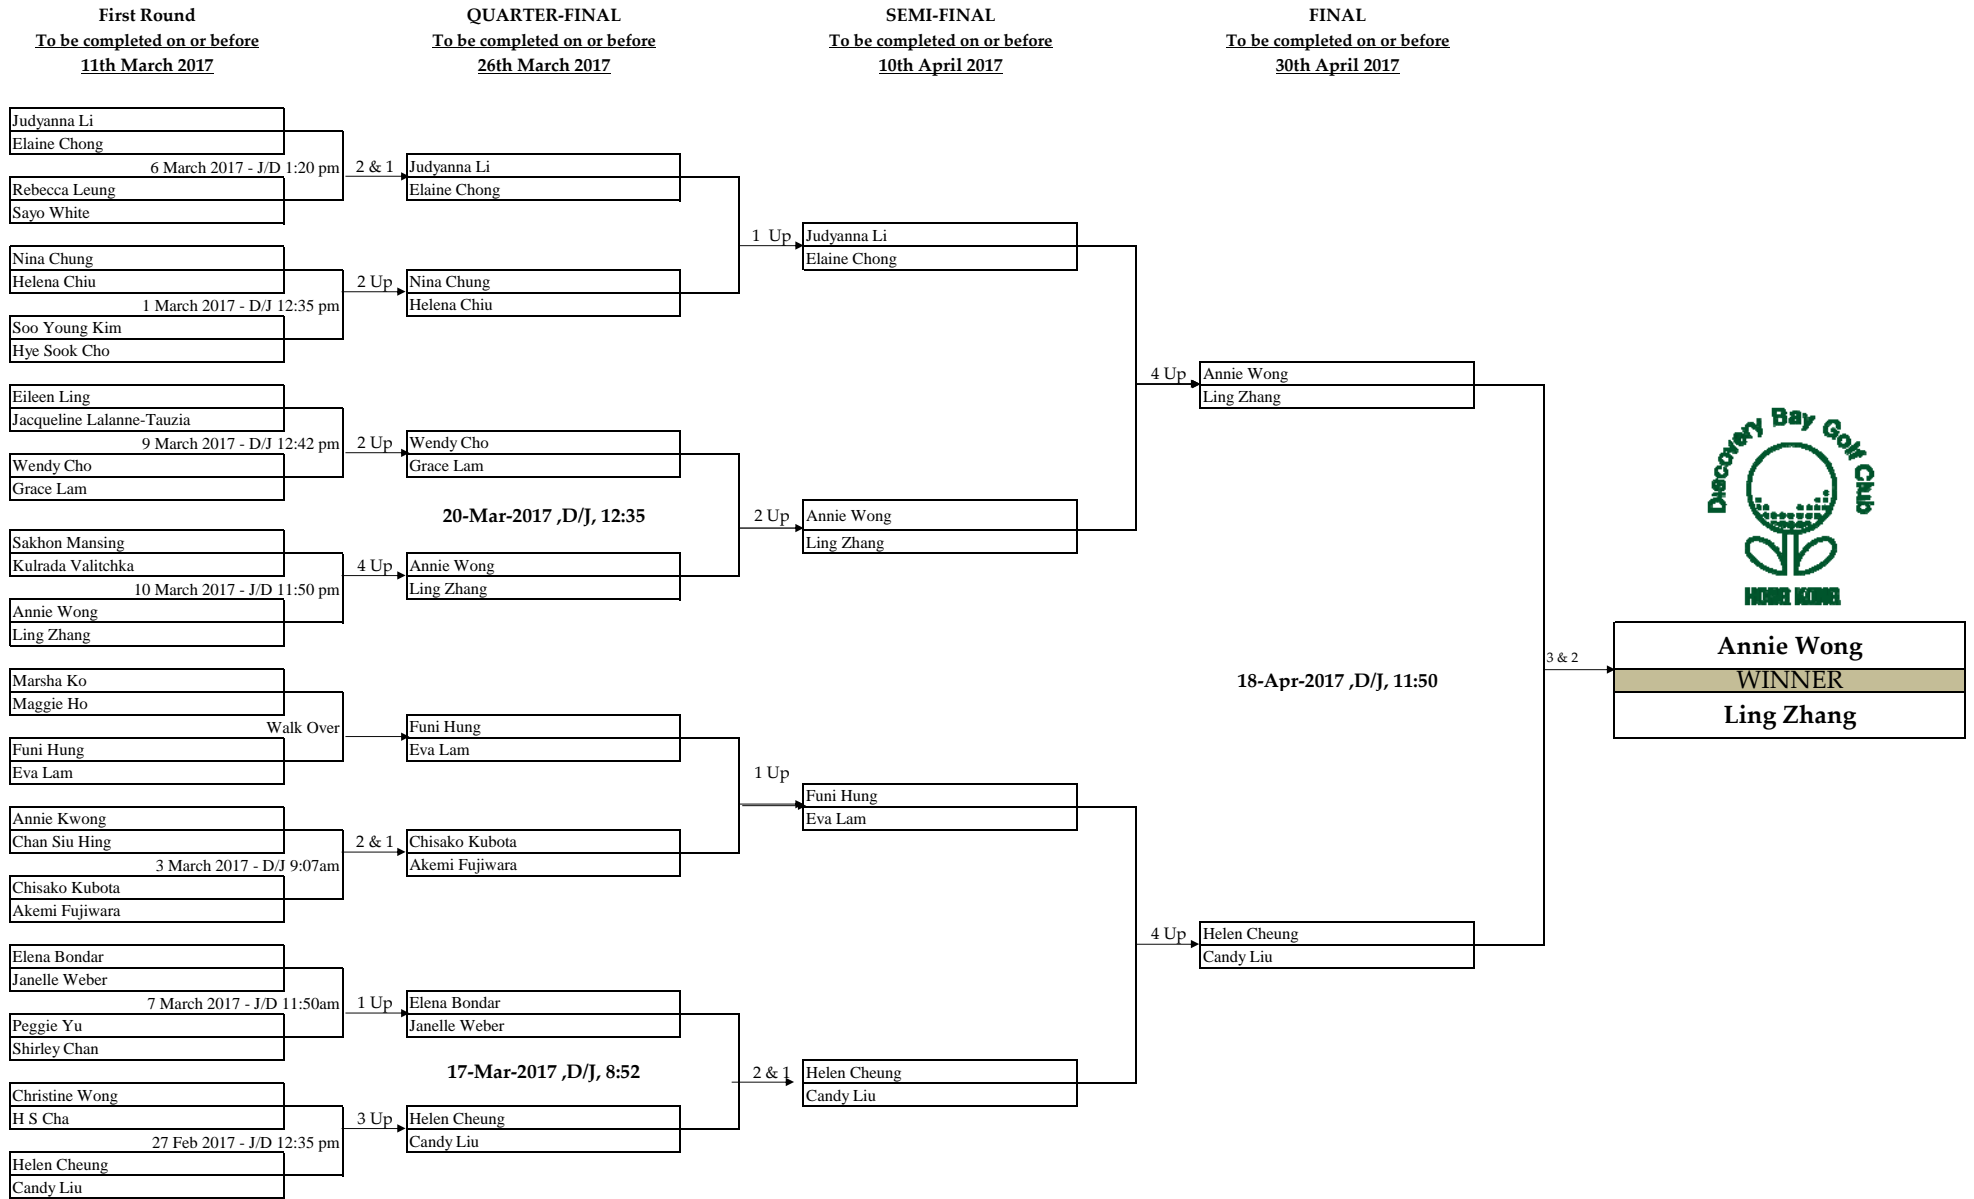 First Round
To be completed on or before
11th March 2017
QUARTER-FINAL
To be completed on or before
26th March 2017
SEMI-FINAL
To be completed on or before
10th April 2017
FINAL
To be completed on or before
30th April 2017
Judyanna Li
Elaine Chong
6 March 2017 - J/D 1:20 pm
Rebecca Leung
Sayo White
Nina Chung
Helena Chiu
1 March 2017 - D/J 12:35 pm
Soo Young Kim
Hye Sook Cho
Eileen Ling
Jacqueline Lalanne-Tauzia
9 March 2017 - D/J 12:42 pm
Wendy Cho
Grace Lam
Sakhon Mansing
Kulrada Valitchka
10 March 2017 - J/D 11:50 pm
Annie Wong
Ling Zhang
Marsha Ko
Maggie Ho
Walk Over
Funi Hung
Eva Lam
Annie Kwong
Chan Siu Hing
3 March 2017 - D/J 9:07am
Chisako Kubota
Akemi Fujiwara
Elena Bondar
Janelle Weber
7 March 2017 - J/D 11:50am
Peggie Yu
Shirley Chan
Christine Wong
H S Cha
27 Feb 2017 - J/D 12:35 pm
Helen Cheung
Candy Liu
2 & 1
Judyanna Li
Elaine Chong
2 Up
Nina Chung
Helena Chiu
2 Up
Wendy Cho
Grace Lam
20-Mar-2017 ,D/J, 12:35
4 Up
Annie Wong
Ling Zhang
Funi Hung
Eva Lam
2 & 1
Chisako Kubota
Akemi Fujiwara
1 Up
Elena Bondar
Janelle Weber
17-Mar-2017 ,D/J, 8:52
3 Up
Helen Cheung
Candy Liu
1 Up
Judyanna Li
Elaine Chong
2 Up
Annie Wong
Ling Zhang
1 Up
Funi Hung
Eva Lam
2 & 1
Helen Cheung
Candy Liu
4 Up
Annie Wong
Ling Zhang
18-Apr-2017 ,D/J, 11:50
4 Up
Helen Cheung
Candy Liu
3 & 2
Discovery Bay Golf Club
HONG KONG
Annie Wong
WINNER
Ling Zhang